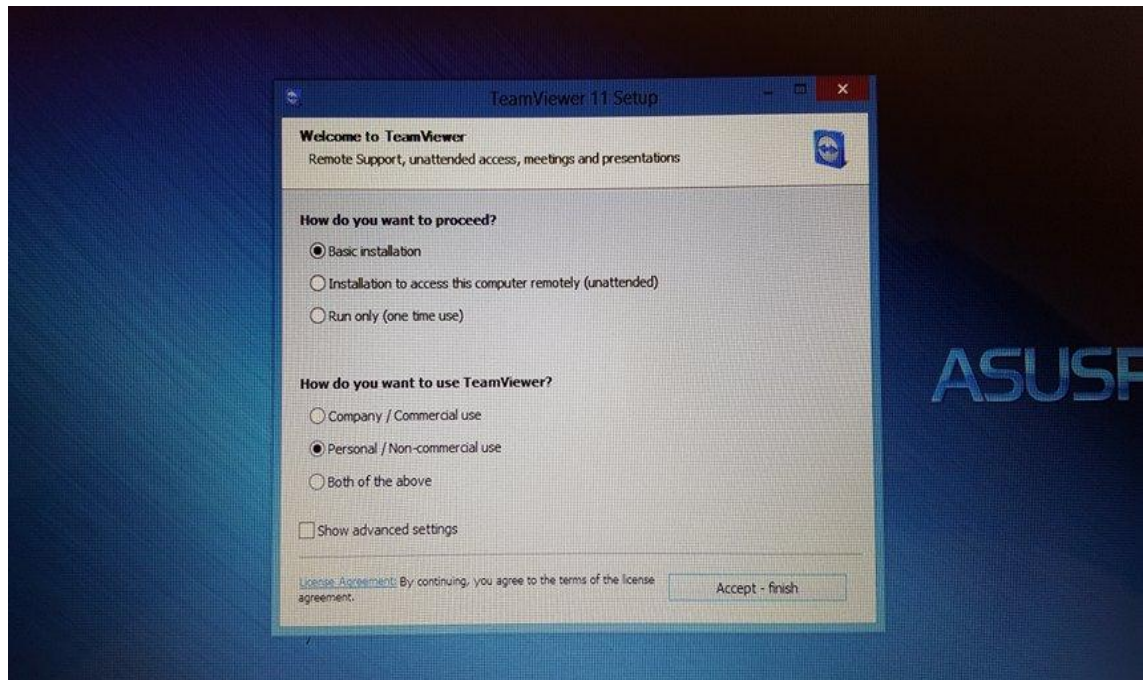 TeamViewer 11 Setup
Welcome to TeamViewer
Remote Support, unattended access, meetings and presentations
How do you want to proceed?
Basic installation
Installation to access this computer remotely (unattended)
Run only (one time use)
How do you want to use TeamViewer?
Company / Commercial use
Personal / Non-commercial use
Both of the above
Show advanced settings
License Agreement: By continuing, you agree to the terms of the license
agreement.
Accept - finish
ASUSP